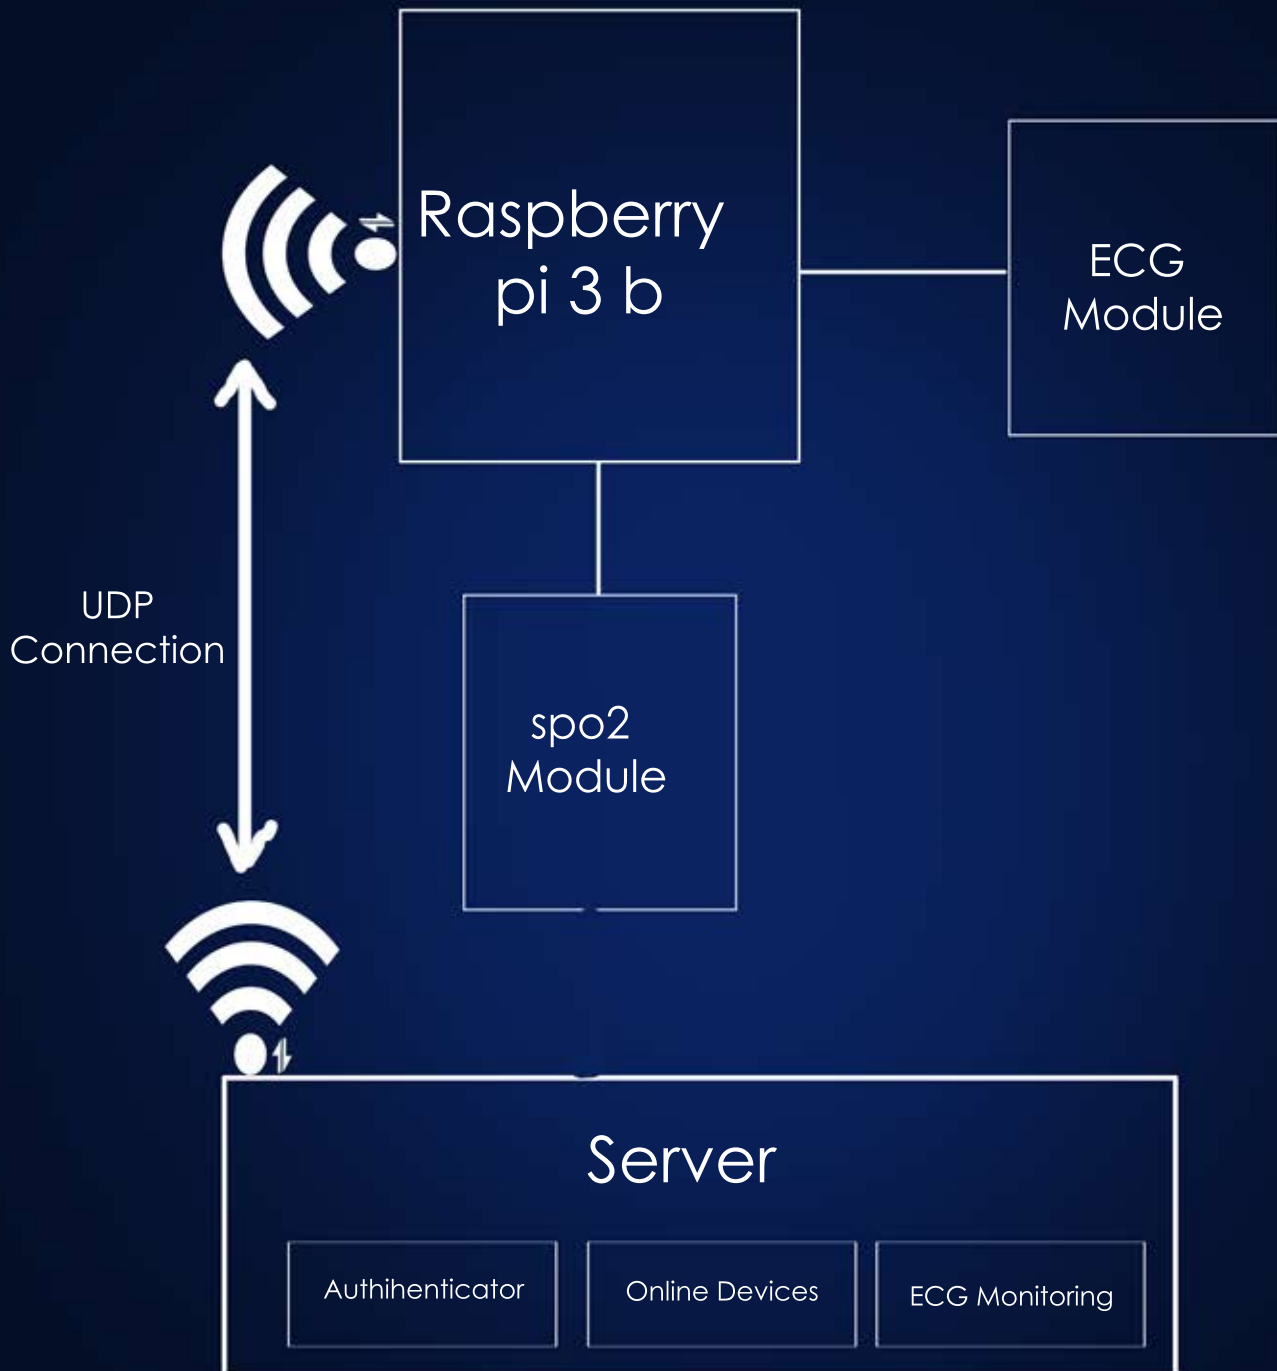 Raspberry
pi 3 b
ECG
Module
UDP
Connection
spo2
Module
Server
Authihenticator
Online Devices
ECG Monitoring